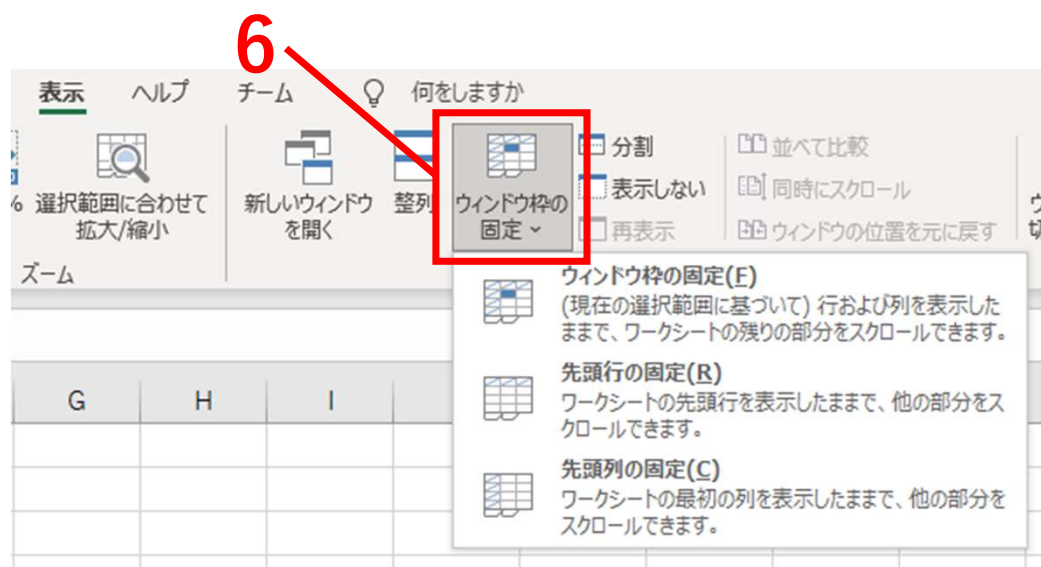 6
表示 ヘルプ チーム 何をしますか
選択範囲に合わせて
拡大/縮小
新しいウィンドウ
を開く
整列
ウィンドウ枠の
固定
分割
表示しない
再表示
並べて比較
同時にスクロール
ウィンドウの位置を元に戻す
ズーム
ウィンドウ枠の固定(F)
(現在の選択範囲に基づいて) 行および列を表示した
ままで、ワークシートの残りの部分をスクロールできます。
先頭行の固定(R)
ワークシートの先頭行を表示したままで、他の部分をス
クロールできます。
先頭列の固定(C)
ワークシートの最初の列を表示したままで、他の部分を
スクロールできます。
G H I